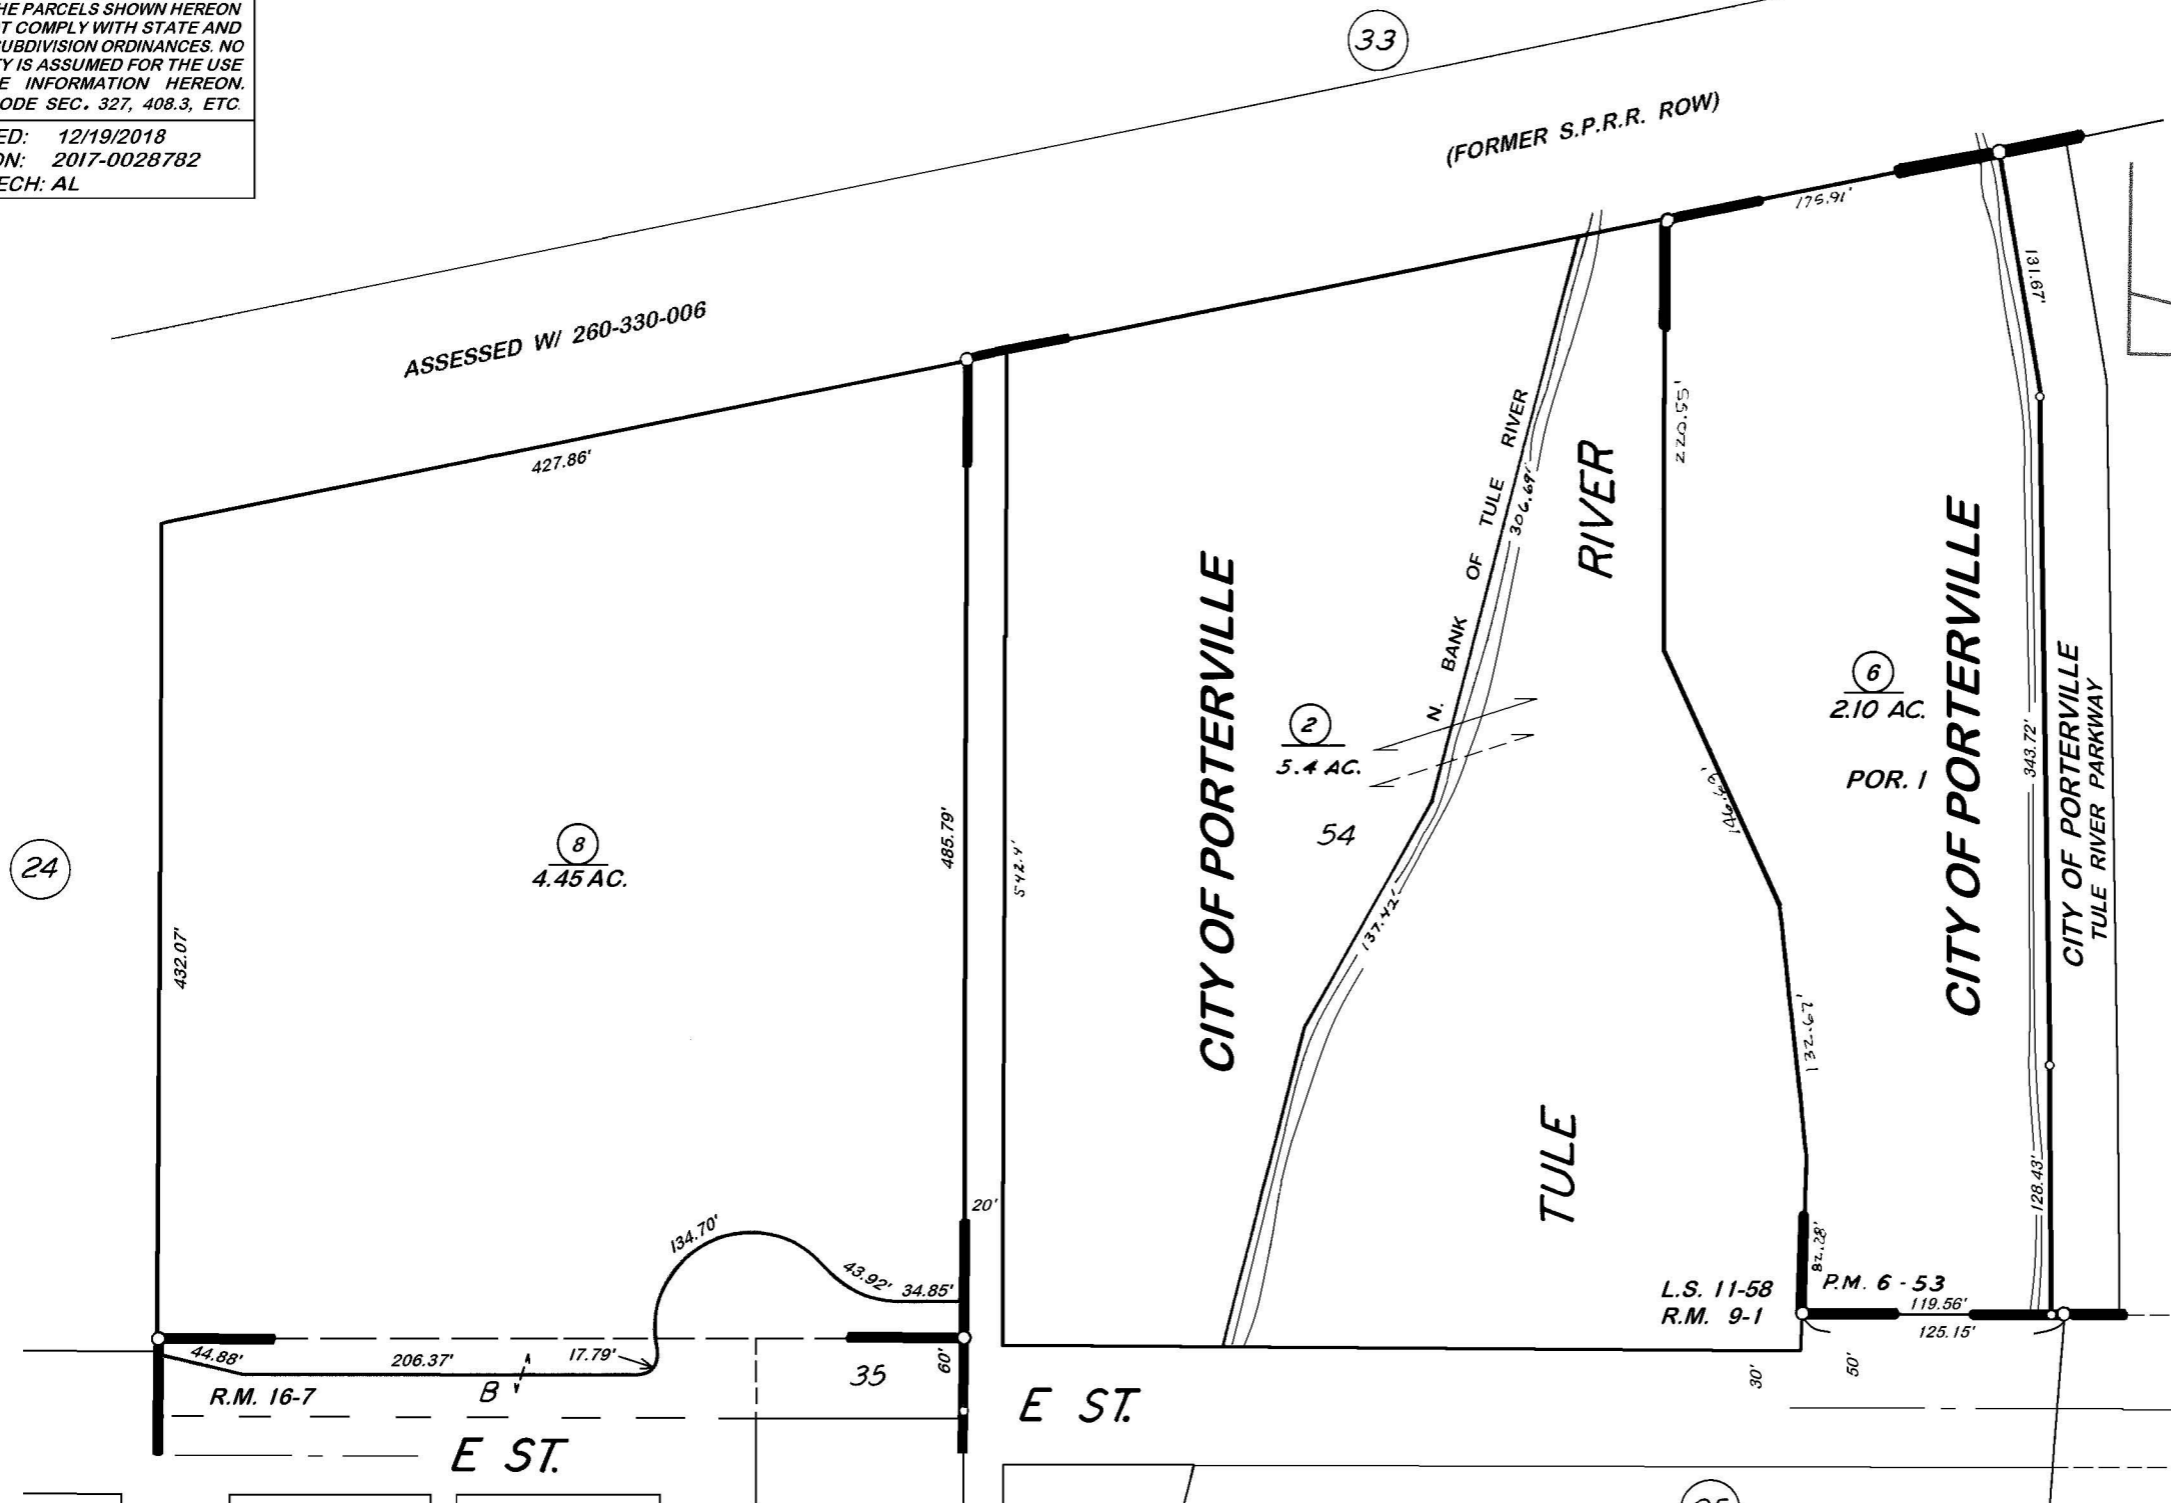 HE PARCELS SHOWN HEREON
T COMPLY WITH STATE AND
SUBDIVISION ORDINANCES. NO
TY IS ASSUMED FOR THE USE
E INFORMATION HEREON.
ODE SEC. 327, 408.3, ETC.
ED: 12/19/2018
ON: 2017-0028782
ECH: AL
33
(FORMER S.P.R.R. ROW)
ASSESSED W/ 260-330-006
175.91'
131.67'
427.86'
220.55'
N. BANK OF TULE RIVER
306.69'
RIVER
CITY OF PORTERVILLE
2
5.4 AC.
54
6
2.10 AC.
POR. 1
CITY OF PORTERVILLE
343.72'
CITY OF PORTERVILLE
TULE RIVER PARKWAY
24
8
4.45 AC.
432.07'
485.79'
542.4'
137.42'
132.67'
TULE
128.43'
20'
134.70'
43.92'
34.85'
82.28'
L.S. 11-58
R.M. 9-1
P.M. 6-53
119.56'
125.15'
44.88'
206.37'
17.79'
B
35
60'
30'
50'
R.M. 16-7
E ST.
E ST.